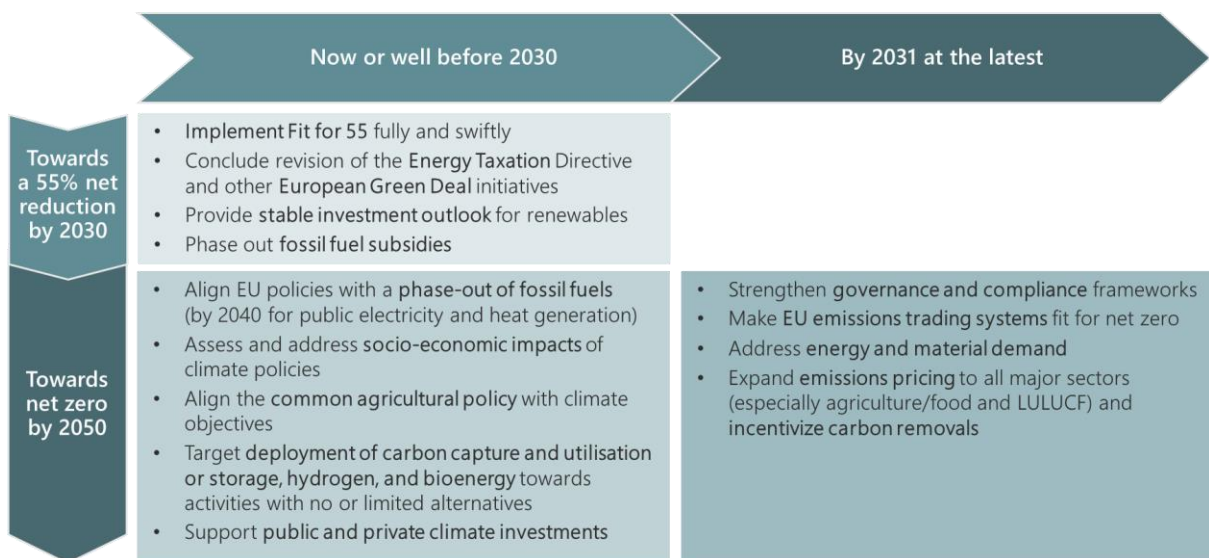 Now or well before 2030
By 2031 at the latest
Towards
a 55% net
reduction
by 2030
• Implement Fit for 55 fully and swiftly
• Conclude revision of the Energy Taxation Directive
and other European Green Deal initiatives
• Provide stable investment outlook for renewables
• Phase out fossil fuel subsidies
Towards
net zero
by 2050
• Align EU policies with a phase-out of fossil fuels
(by 2040 for public electricity and heat generation)
• Assess and address socio-economic impacts of
climate policies
• Align the common agricultural policy with climate
objectives
• Target deployment of carbon capture and utilisation
or storage, hydrogen, and bioenergy towards
activities with no or limited alternatives
• Support public and private climate investments
• Strengthen governance and compliance frameworks
• Make EU emissions trading systems fit for net zero
• Address energy and material demand
• Expand emissions pricing to all major sectors
(especially agriculture/food and LULUCF) and
incentivize carbon removals